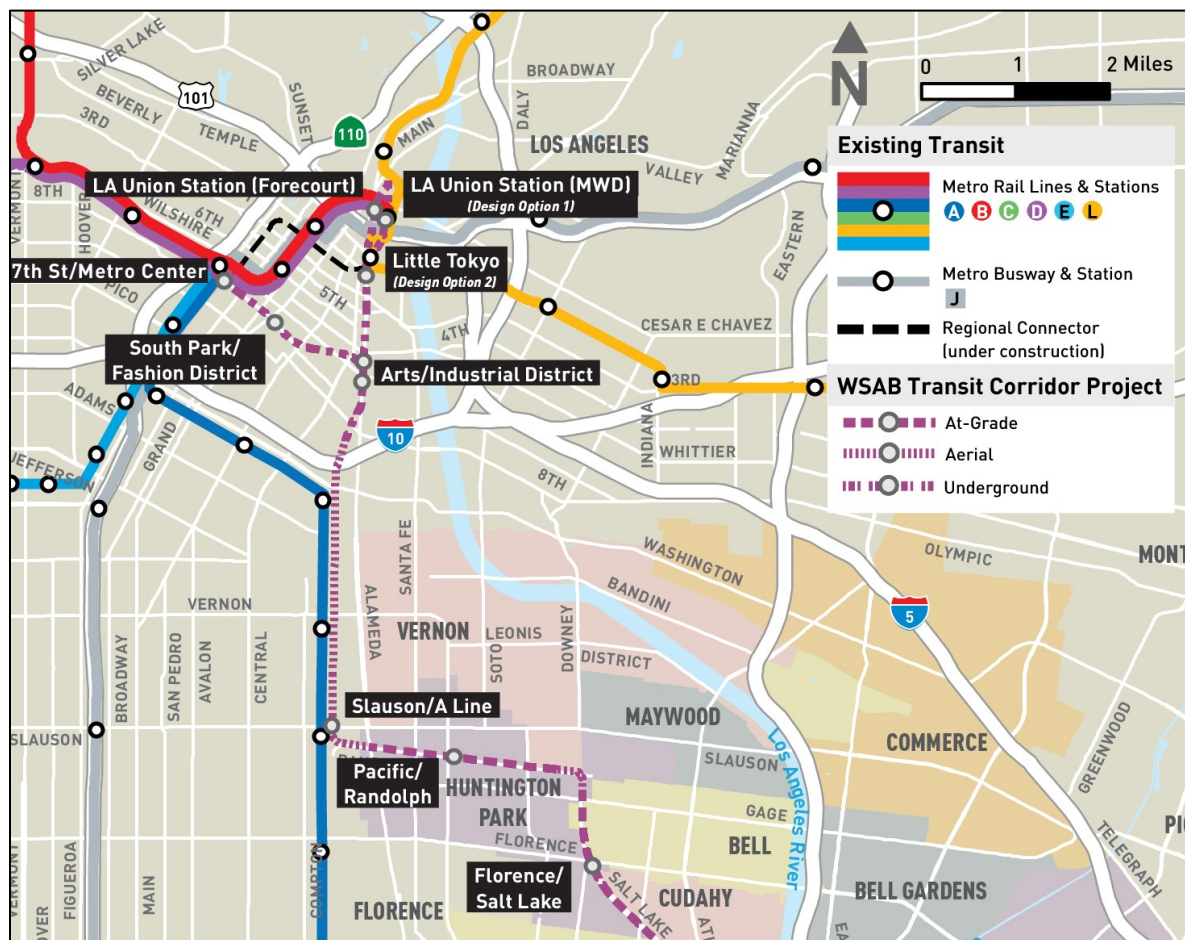 SILVER LAKE
101
BEVERLY
3RD
TEMPLE
SUNSET
110
MAIN
BROADWAY
DALY
LOS ANGELES
VALLEY
MARIANNA
N
0 1 2 Miles
Existing Transit
Metro Rail Lines & Stations
A B C D E L
Metro Busway & Station
J
Regional Connector
(under construction)
WSAB Transit Corridor Project
At-Grade
Aerial
Underground
VERMONT
8TH
HOOVER
WILSHIRE
6TH
LA Union Station (Forecourt)
LA Union Station (MWD)
(Design Option 1)
EASTERN
7th St/Metro Center
Little Tokyo
(Design Option 2)
PICO
5TH
4TH
CESAR E CHAVEZ
South Park/
Fashion District
Arts/Industrial District
3RD
ADAMS
GRAND
10
INDIANA
WHITTIER
JEFFERSON
8TH
SANTA FE
WASHINGTON
OLYMPIC
MONT
BANDINI
5
VERNON
ALAMEDA
VERNON
LEONIS
SOTO
DOWNEY
DISTRICT
BROADWAY
SAN PEDRO
AVALON
CENTRAL
Slauson/A Line
MAYWOOD
Los Angeles River
COMMERCE
GREENWOOD
SLAUSON
SLAUSON
Pacific/
Randolph
HUNTINGTON
PARK
GAGE
FLORENCE
BELL
TELEGRAPH
PI
VERMONT
FIGUEROA
MAIN
COMPTON
Florence/
Salt Lake
SALT LAKE
CUDAHY
BELL GARDENS
FLORENCE
OVER
AT
EA